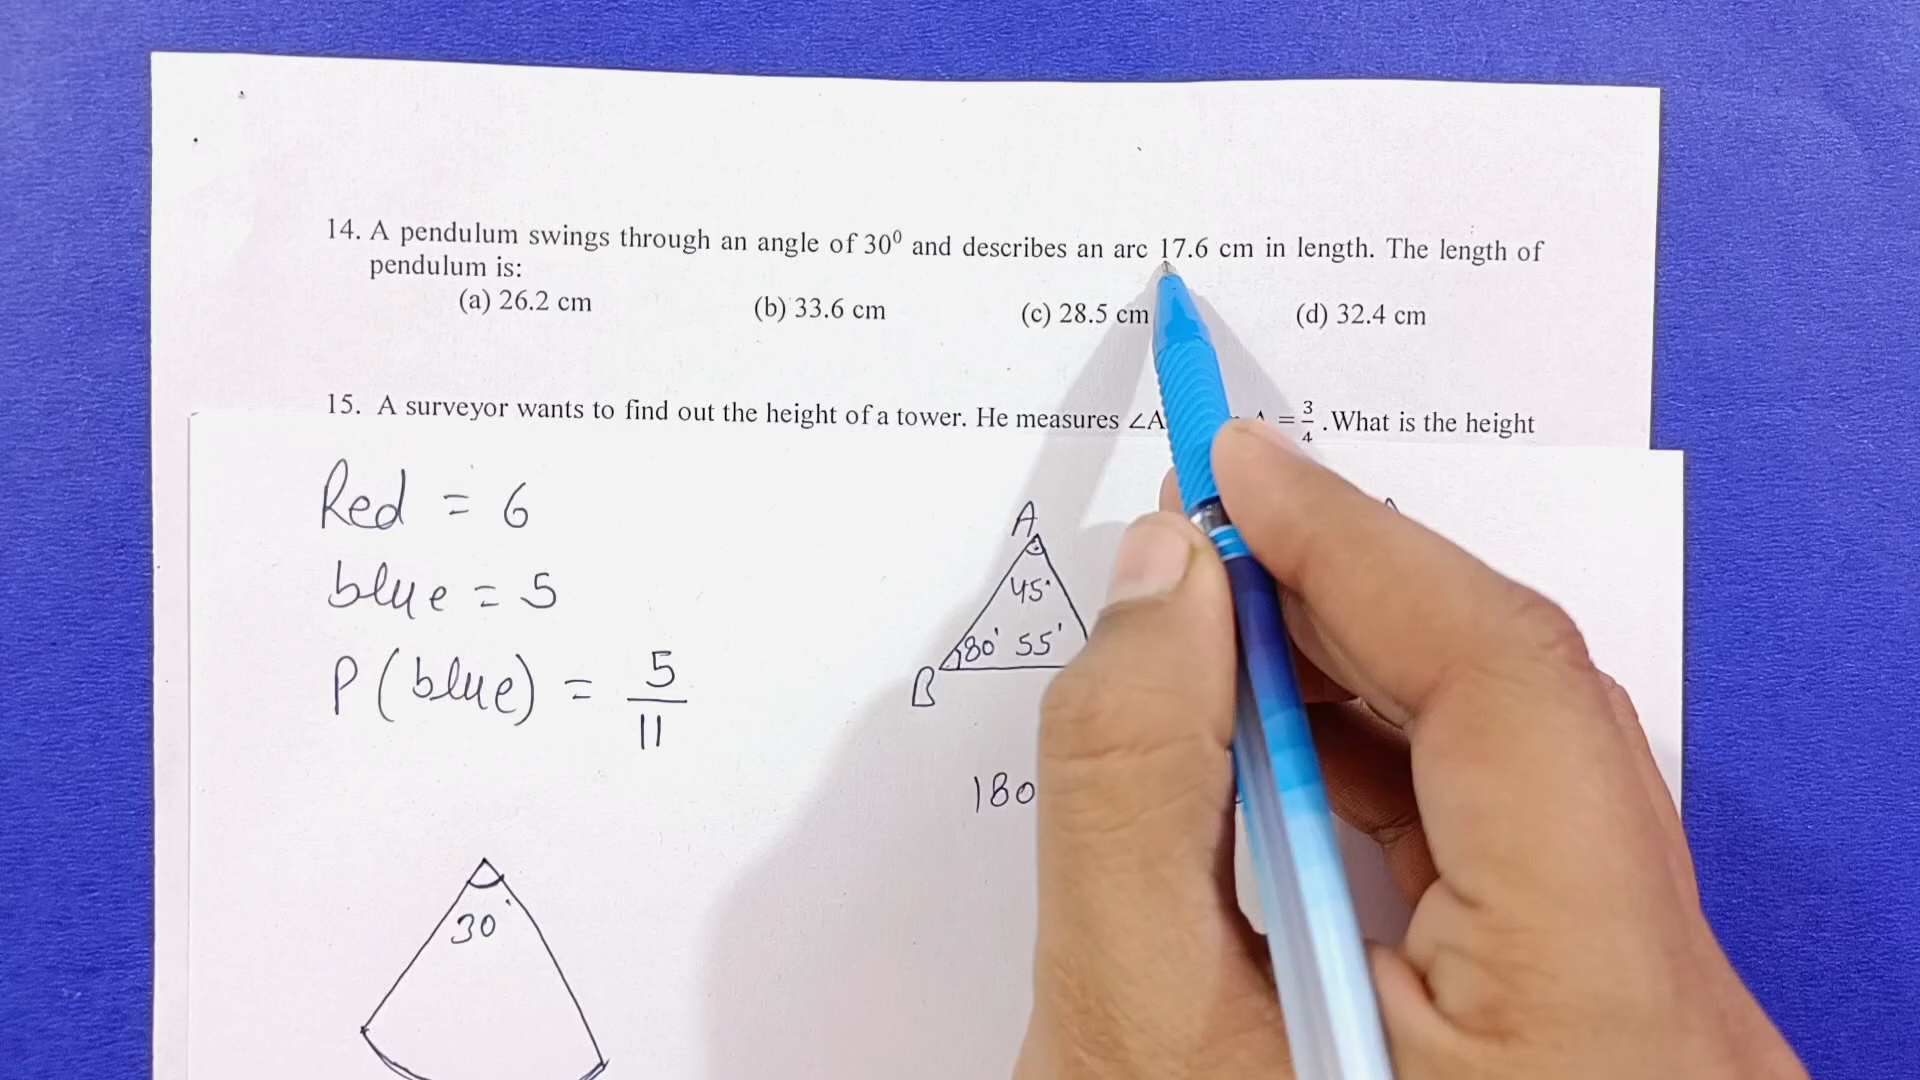 14. A pendulum swings through an angle of 30⁰ and describes an arc 17.6 cm in length. The length of
pendulum is:
(a) 26.2 cm (b) 33.6 cm (c) 28.5 cm (d) 32.4 cm
15. A surveyor wants to find out the height of a tower. He measures ∠A = 3/4 .What is the height
Red = 6
blue = 5
P(blue) = 5/11
A
45°
80° 55°
B
180
30°